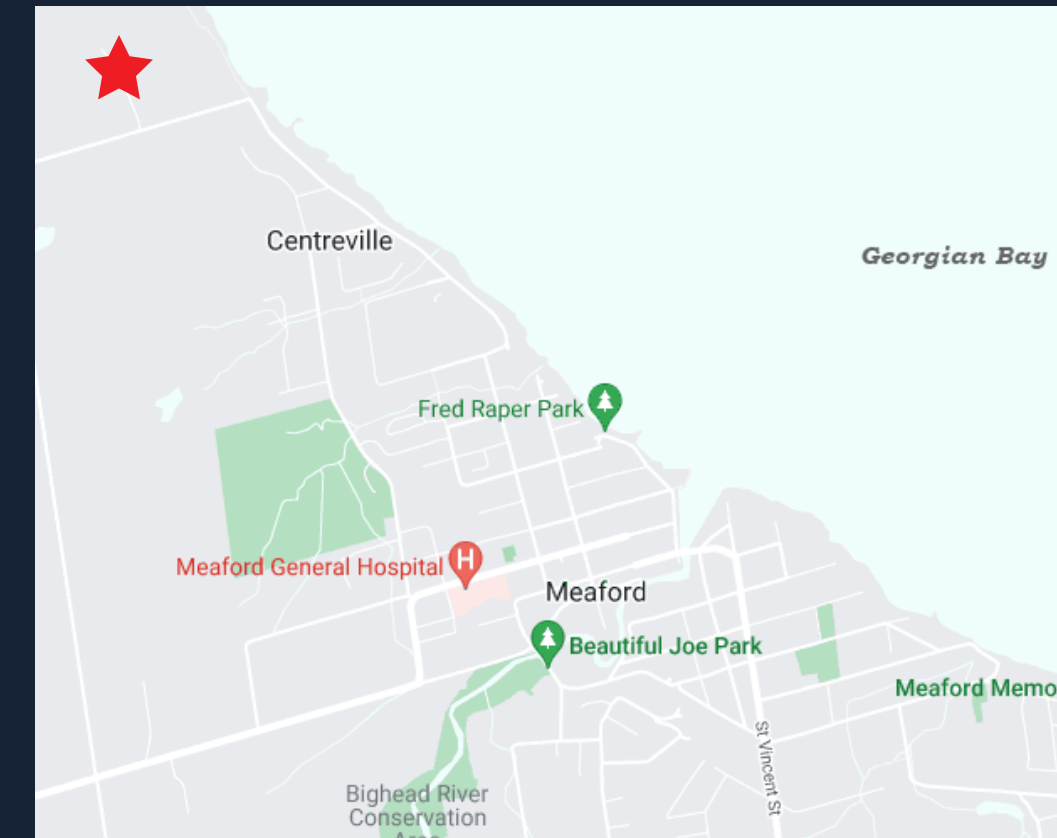 Centreville
Georgian Bay
Fred Raper Park
H
Meaford General Hospital
Meaford
Beautiful Joe Park
Meaford Memo
St Vincent St
Bighead River
Conservation
Area